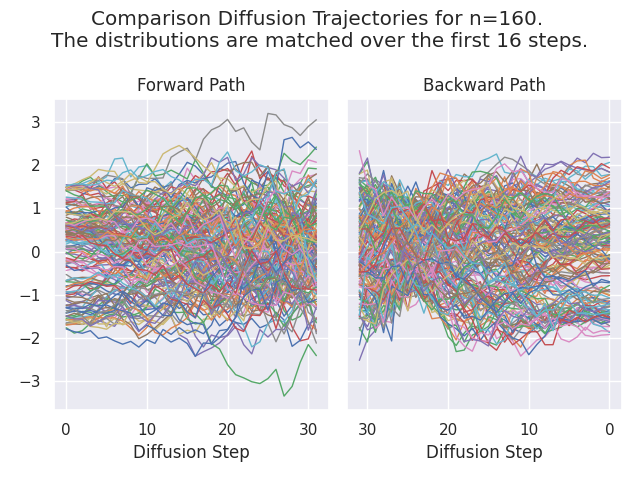 Comparison Diffusion Trajectories for n=160.
The distributions are matched over the first 16 steps.
Forward Path
Backward Path
3
2
1
0
−1
−2
−3
0 10 20 30
30 20 10 0
Diffusion Step
Diffusion Step